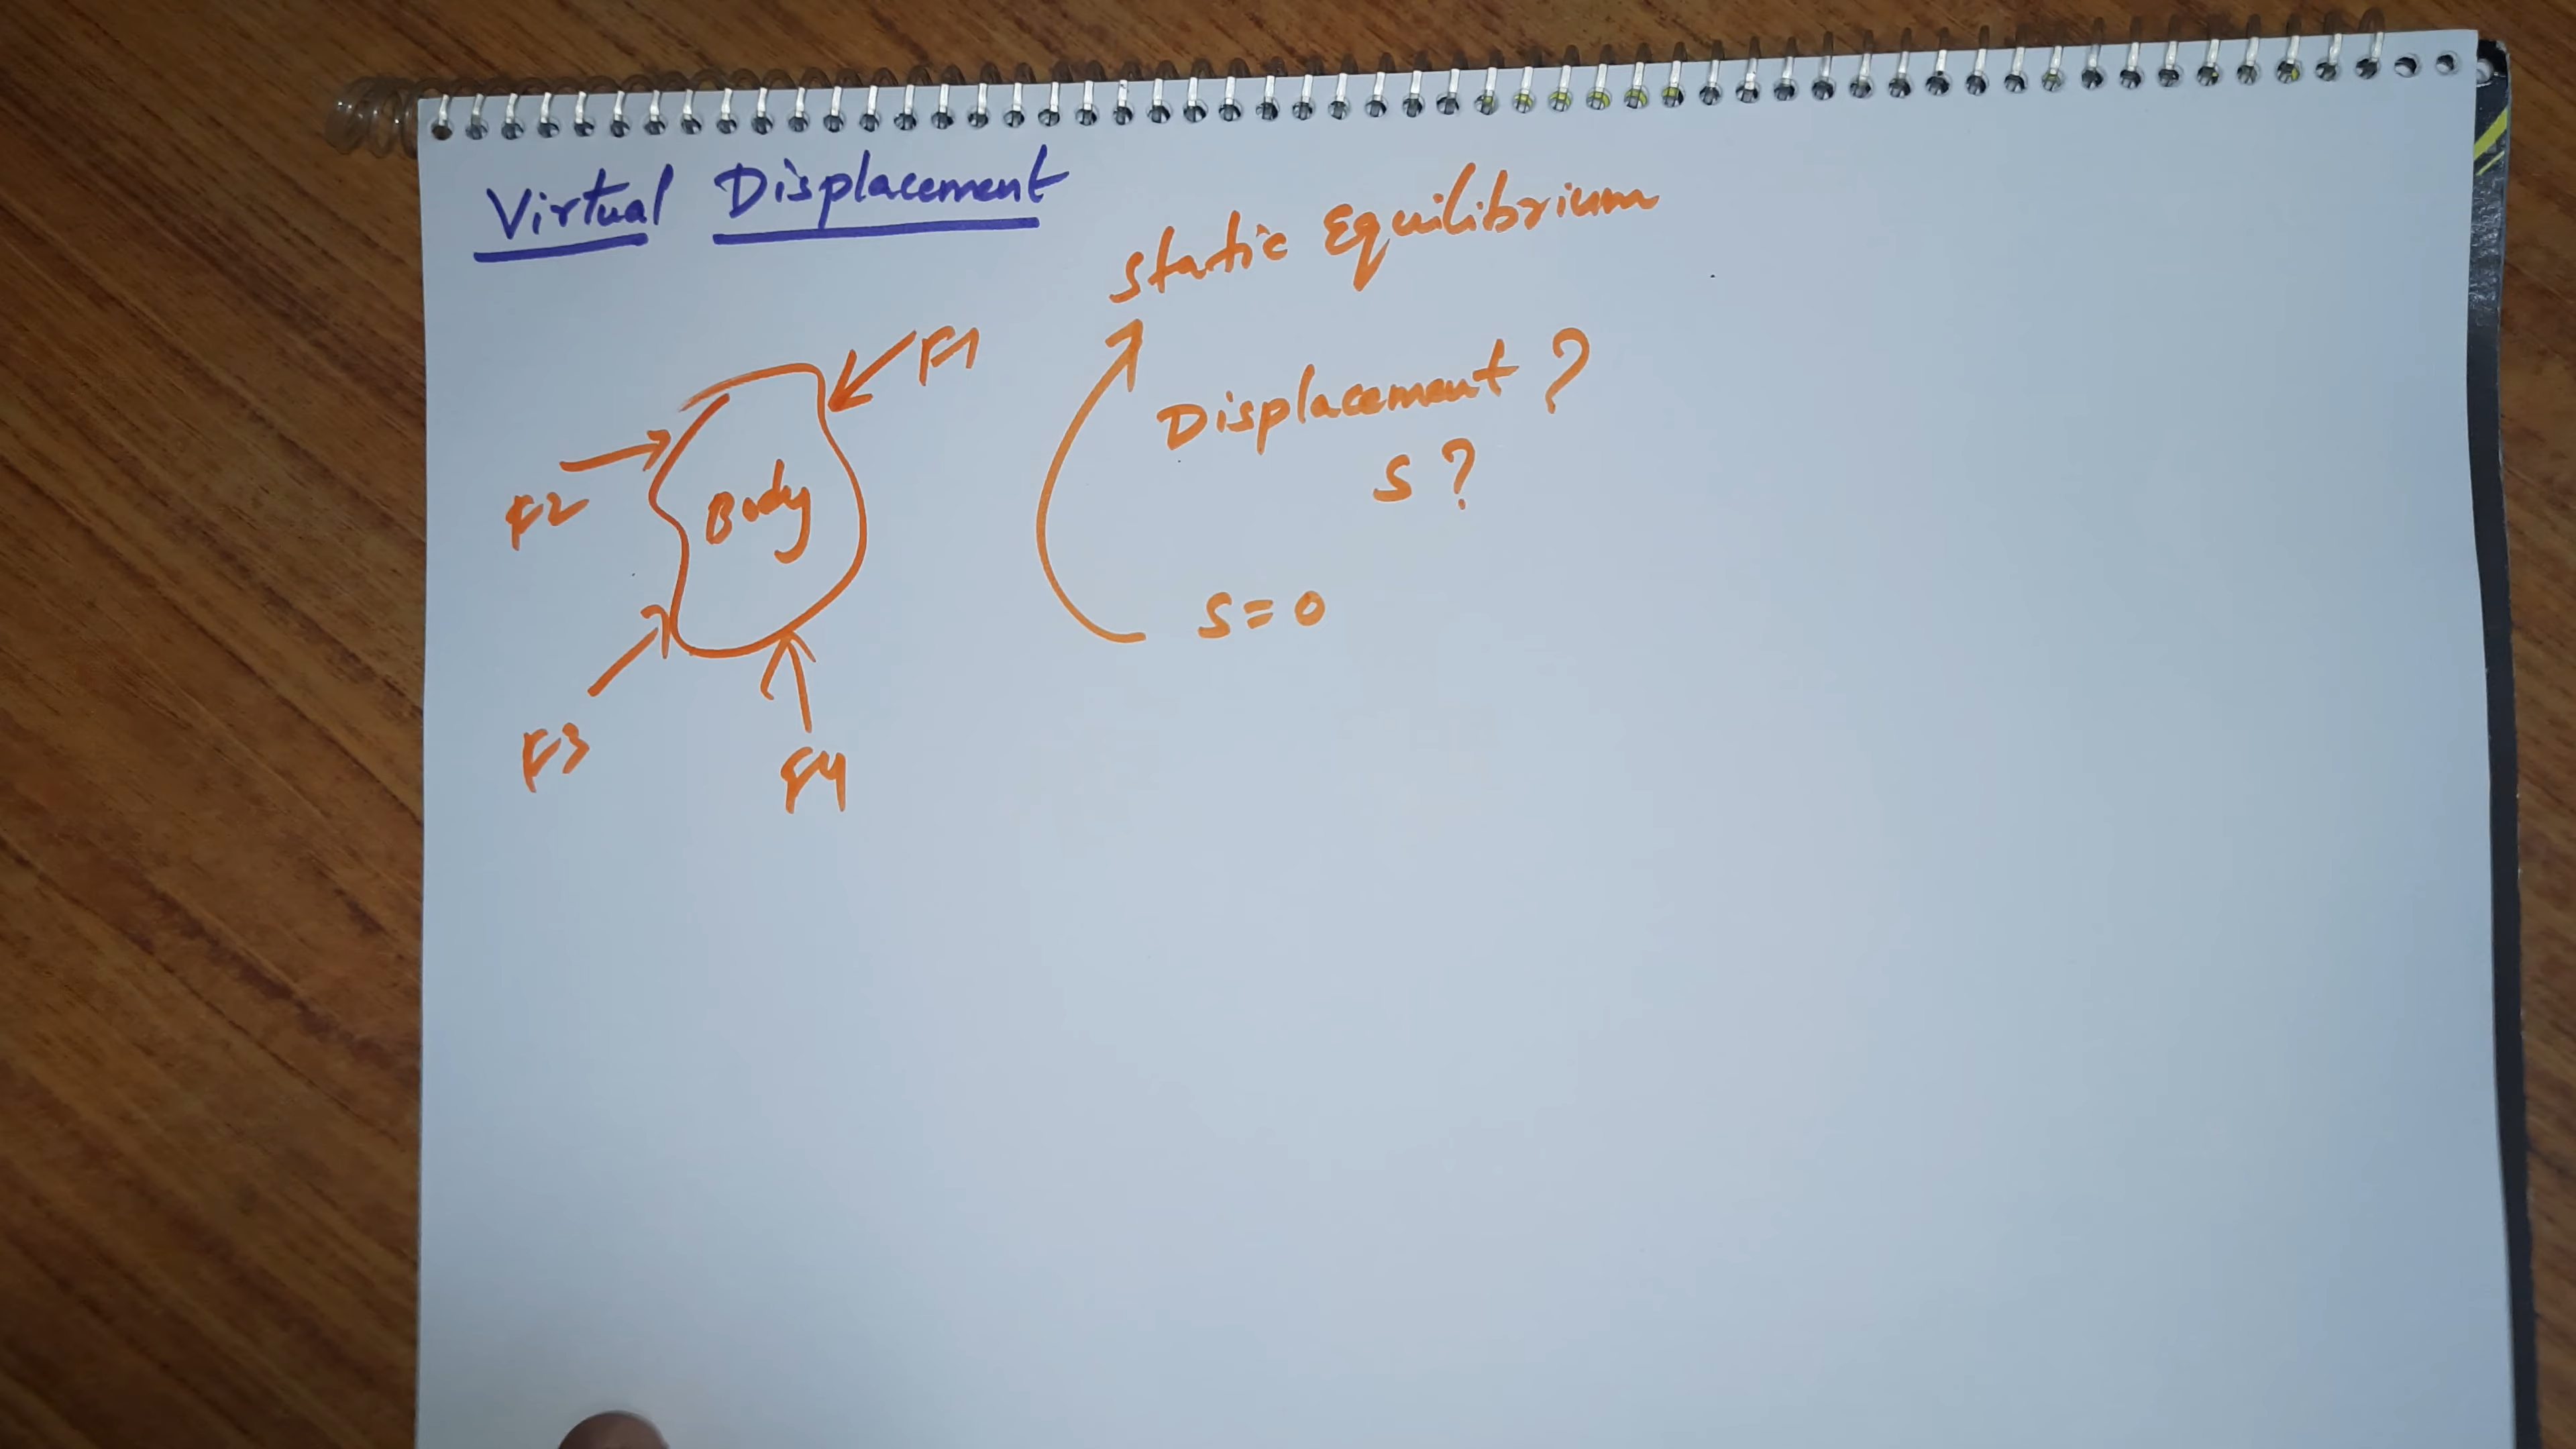 Virtual Displacement
Static Equilibrium
F1
Displacement ?
S ?
F2
Body
S = 0
F3
F4